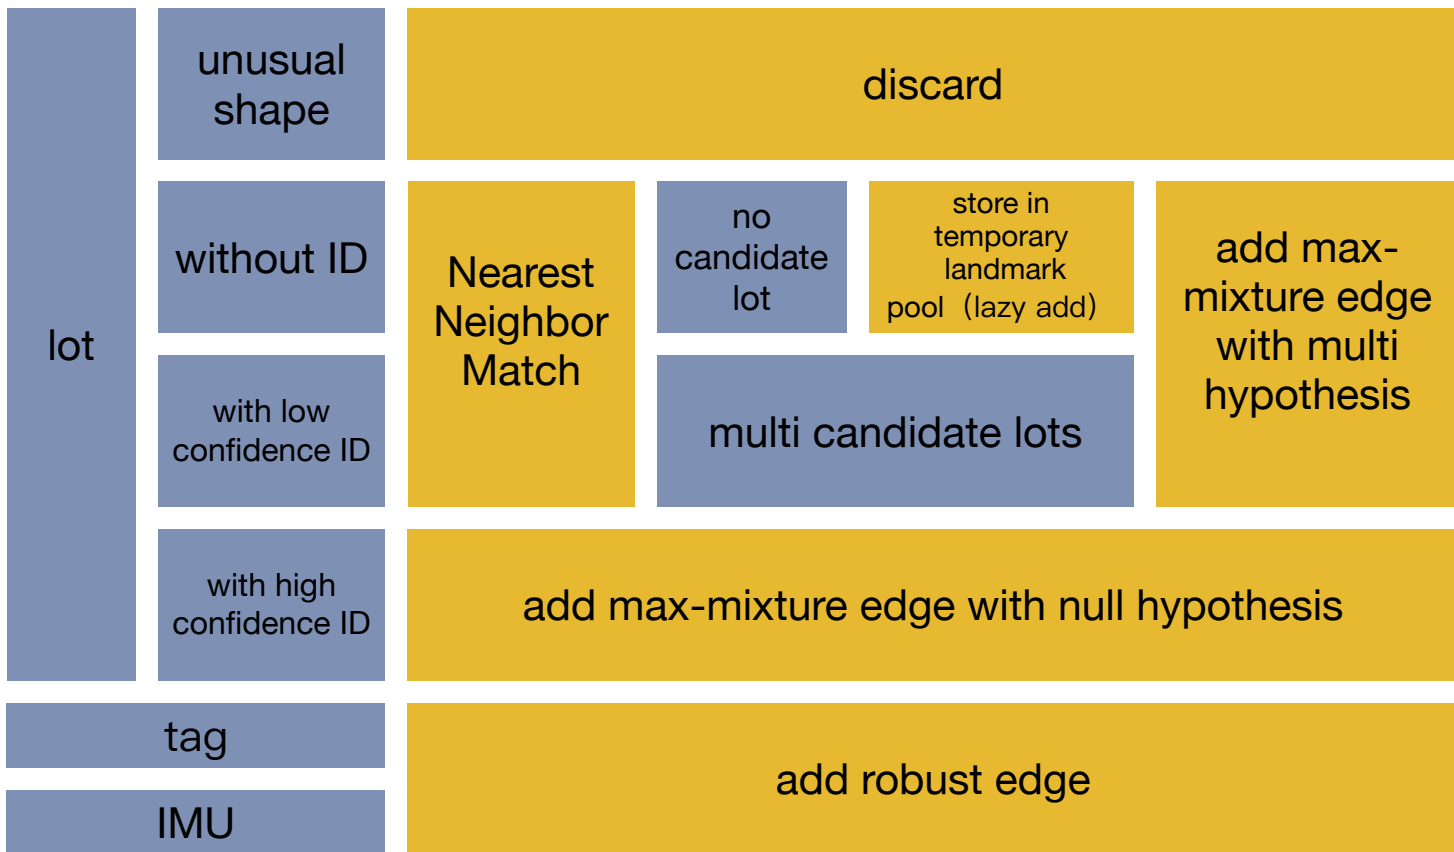 lot
unusual
shape
discard
without ID
Nearest
Neighbor
Match
no
candidate
lot
store in
temporary
landmark
pool（lazy add）
add max-
mixture edge
with multi
hypothesis
with low
confidence ID
multi candidate lots
with high
confidence ID
add max-mixture edge with null hypothesis
tag
add robust edge
IMU